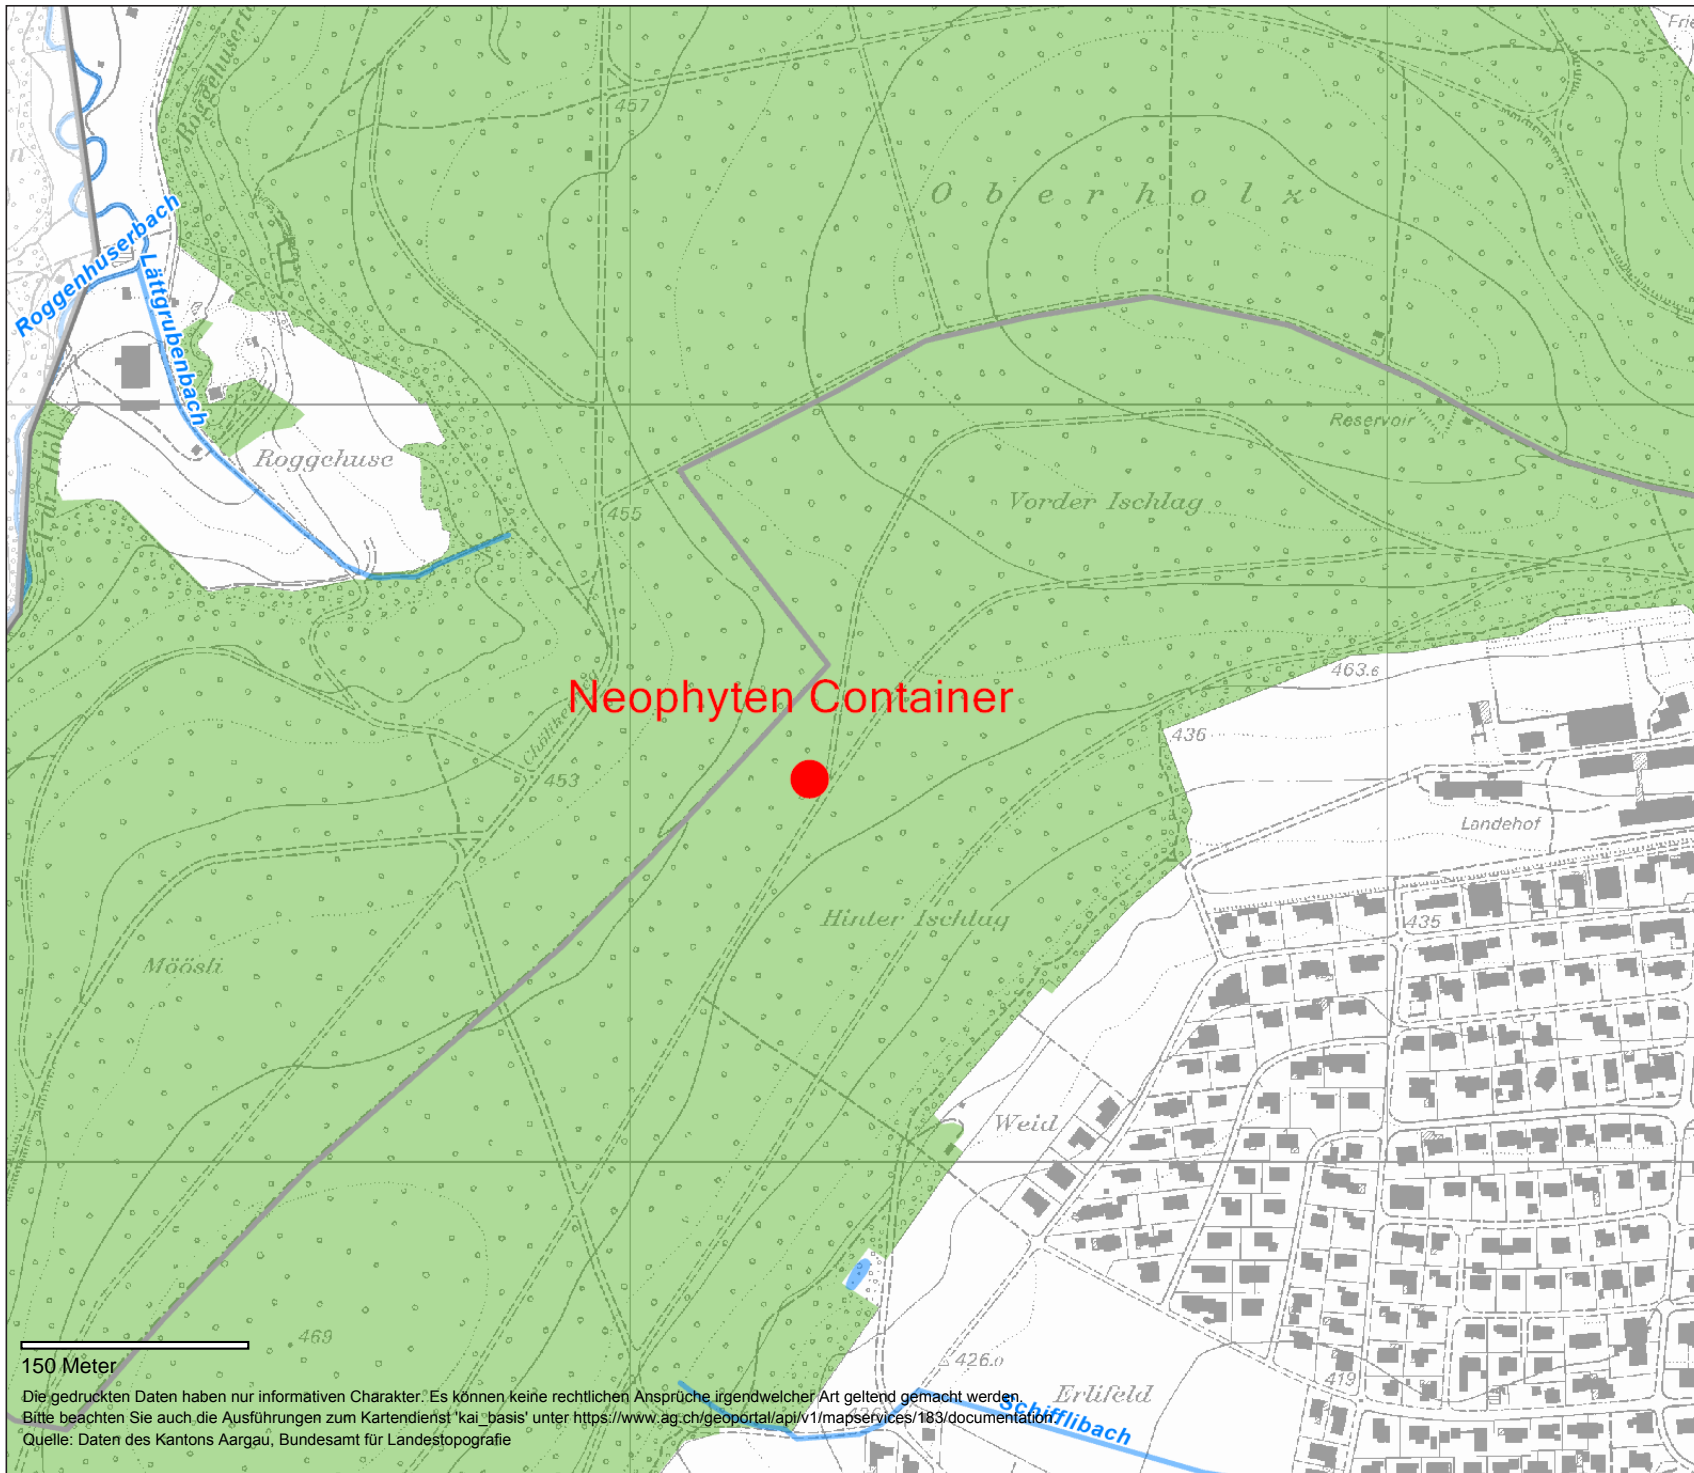 457
O b e r h o l z
Roggenhuserbach
Lättgrubenbach
Reservoir
Roggehuse
Vorder Ischlag
455
463.6
Neophyten Container
436
453
Landehof
435
Hinter Ischlag
Möösli
Weid
469
150 Meter
426.0
419
Erlifeld
Die gedruckten Daten haben nur informativen Charakter. Es können keine rechtlichen Ansprüche irgendwelcher Art geltend gemacht werden.
Schifflibach
Bitte beachten Sie auch die Ausführungen zum Kartendienst 'kai_basis' unter https://www.ag.ch/geoportal/api/v1/mapservices/183/documentation.
Quelle: Daten des Kantons Aargau, Bundesamt für Landestopografie